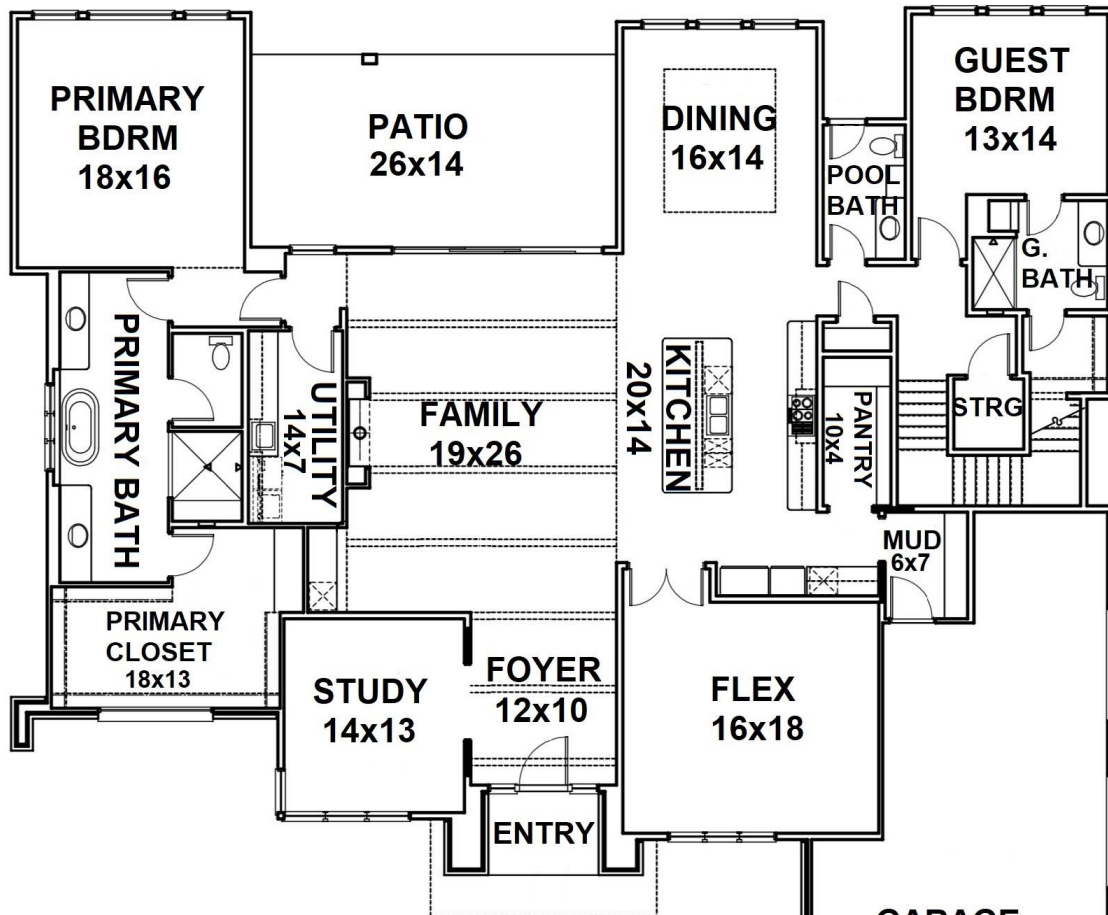 PRIMARY
BDRM
18x16
PATIO
26x14
DINING
16x14
GUEST
BDRM
13x14
POOL
BATH
G.
BATH
PRIMARY BATH
UTILITY
14x7
FAMILY
19x26
KITCHEN
20x14
PANTRY
10x4
STRG
MUD
6x7
PRIMARY
CLOSET
18x13
STUDY
14x13
FOYER
12x10
FLEX
16x18
ENTRY
GARAGE